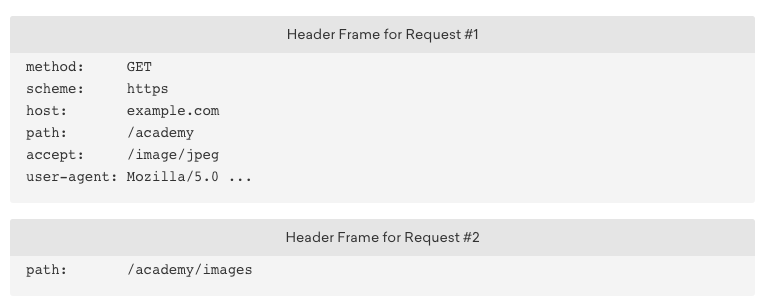 Header Frame for Request #1
method: GET
scheme: https
host: example.com
path: /academy
accept: /image/jpeg
user-agent: Mozilla/5.0 ...
Header Frame for Request #2
path: /academy/images